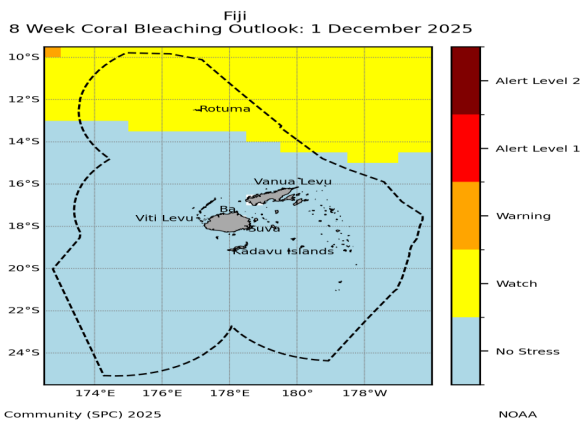 Fiji
8 Week Coral Bleaching Outlook: 1 December 2025
10°S
12°S
14°S
16°S
18°S
20°S
22°S
24°S
Rotuma
Vanua Levu
Ba
Viti Levu
Suva
Kadavu Islands
174°E
176°E
178°E
180°
178°W
Alert Level 2
Alert Level 1
Warning
Watch
No Stress
Community (SPC) 2025
NOAA